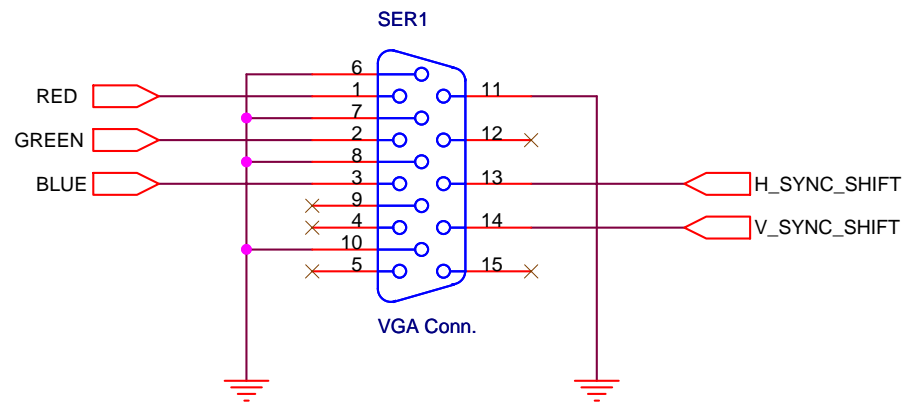 SER1
6
RED 1 11
7
GREEN 2 12
8
BLUE 3 13 H_SYNC_SHIFT
9
4 14 V_SYNC_SHIFT
10
5 15
VGA Conn.